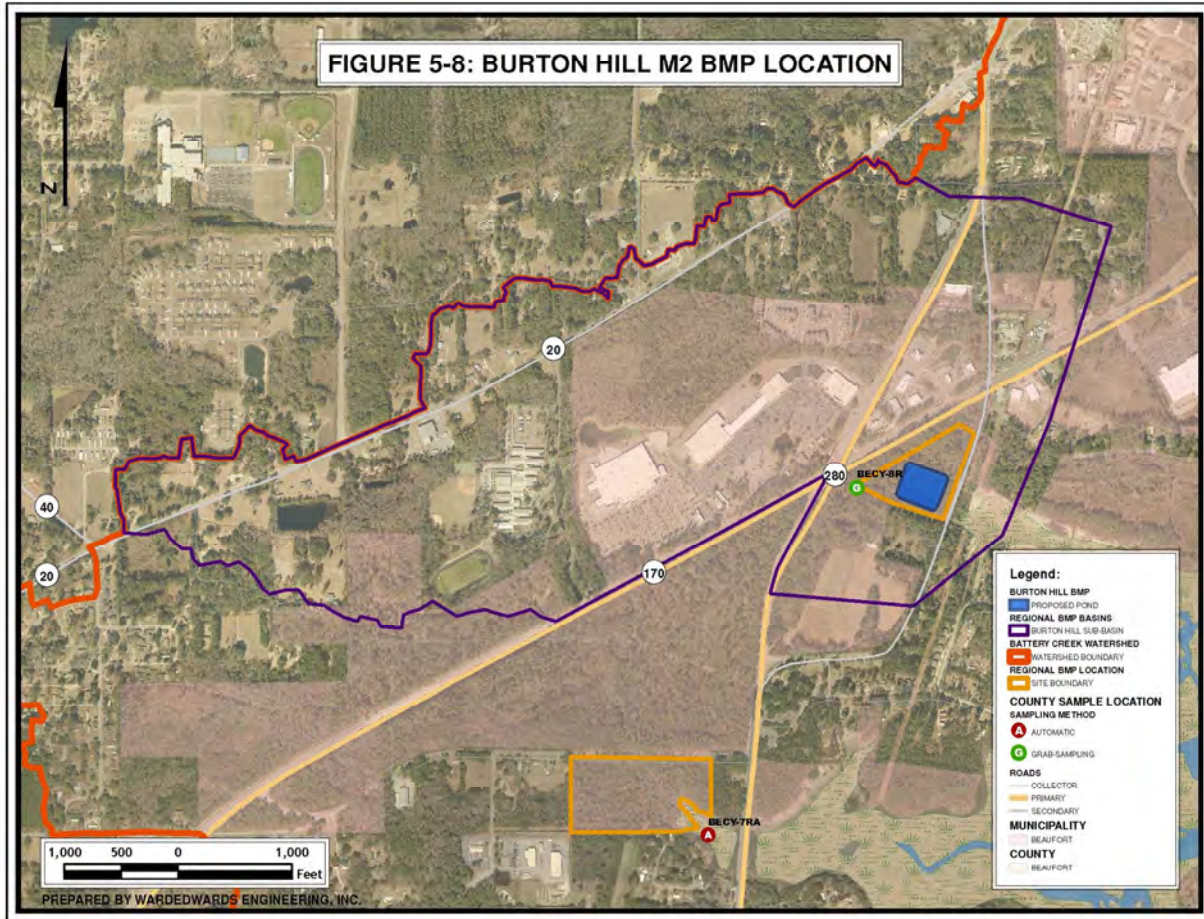 FIGURE 5-8: BURTON HILL M2 BMP LOCATION
N
20
280
BECY-8R
G
40
20
170
BECY-7RA
A
Legend:
BURTON HILL BMP
PROPOSED POND
REGIONAL BMP BASINS
BURTON HILL SUB-BASIN
BATTERY CREEK WATERSHED
WATERSHED BOUNDARY
REGIONAL BMP LOCATION
SITE BOUNDARY
COUNTY SAMPLE LOCATION
SAMPLING METHOD
A AUTOMATIC
G GRAB-SAMPLING
ROADS
COLLECTOR
PRIMARY
SECONDARY
MUNICIPALITY
BEAUFORT
COUNTY
BEAUFORT
1,000 500 0 1,000
Feet
PREPARED BY WARDEDWARDS ENGINEERING, INC.